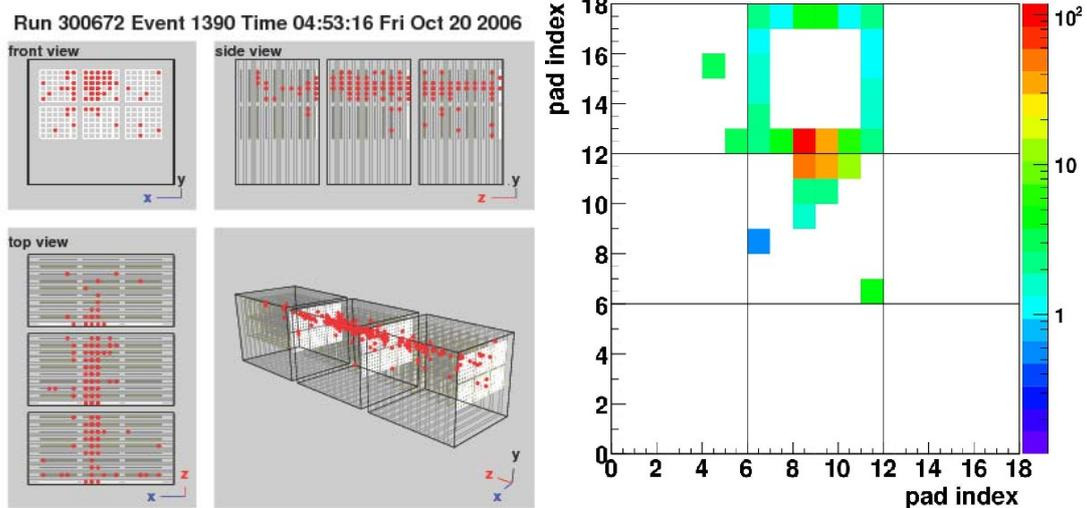 Run 300672 Event 1390 Time 04:53:16 Fri Oct 20 2006
front view
y
x
side view
y
z
top view
z
x
y
z
x
pad index
18
16
14
12
10
8
6
4
2
0
0 2 4 6 8 10 12 14 16 18
pad index
10²
10
1